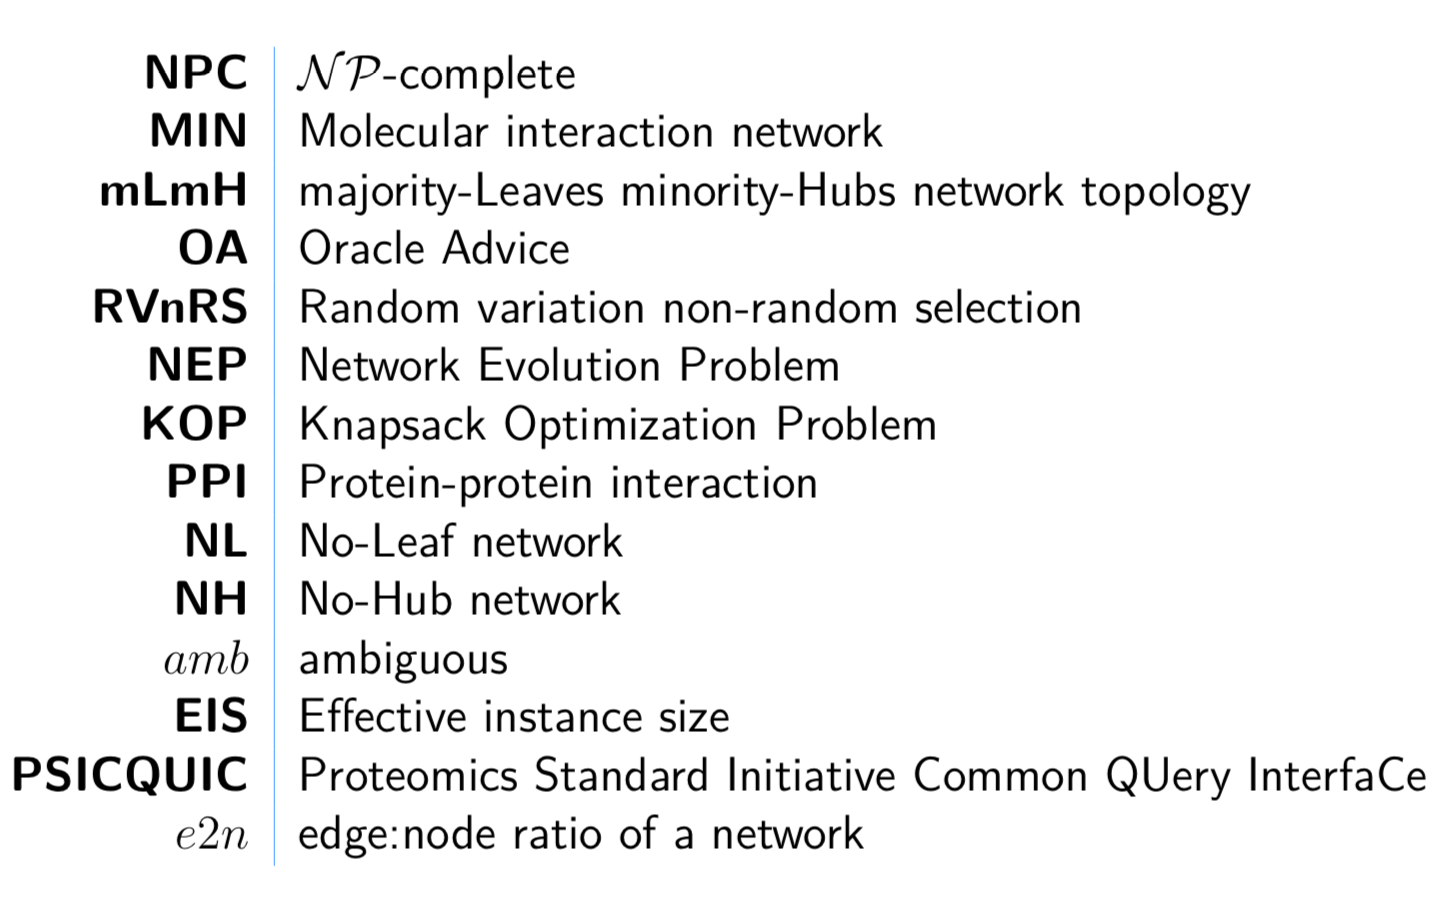 NPC 𝒩𝒫-complete
MIN Molecular interaction network
mLmH majority-Leaves minority-Hubs network topology
OA Oracle Advice
RVnRS Random variation non-random selection
NEP Network Evolution Problem
KOP Knapsack Optimization Problem
PPI Protein-protein interaction
NL No-Leaf network
NH No-Hub network
amb ambiguous
EIS Effective instance size
PSICQUIC Proteomics Standard Initiative Common QUery InterfaCe
e2n edge:node ratio of a network